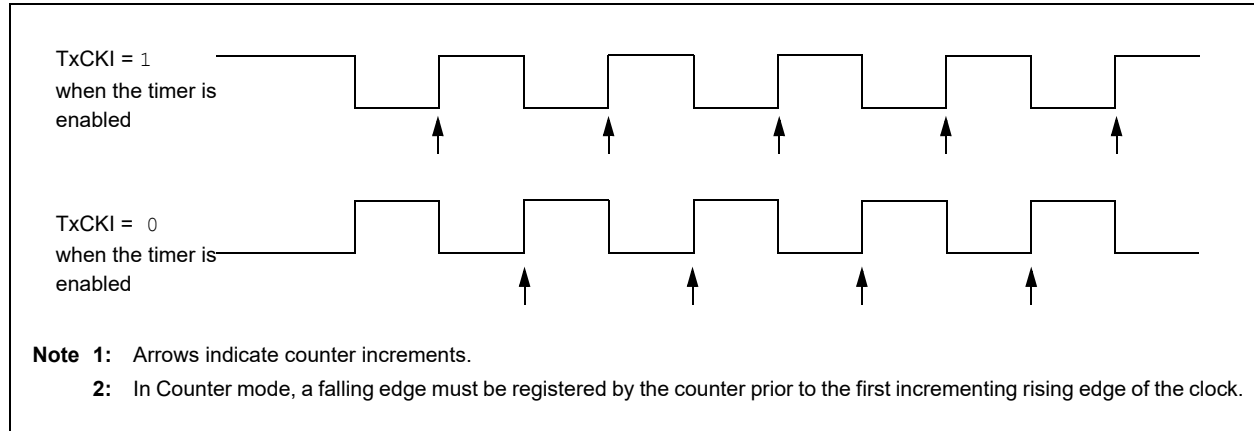 TxCKI = 1
when the timer is
enabled
TxCKI = 0
when the timer is
enabled
Note 1: Arrows indicate counter increments.
2: In Counter mode, a falling edge must be registered by the counter prior to the first incrementing rising edge of the clock.